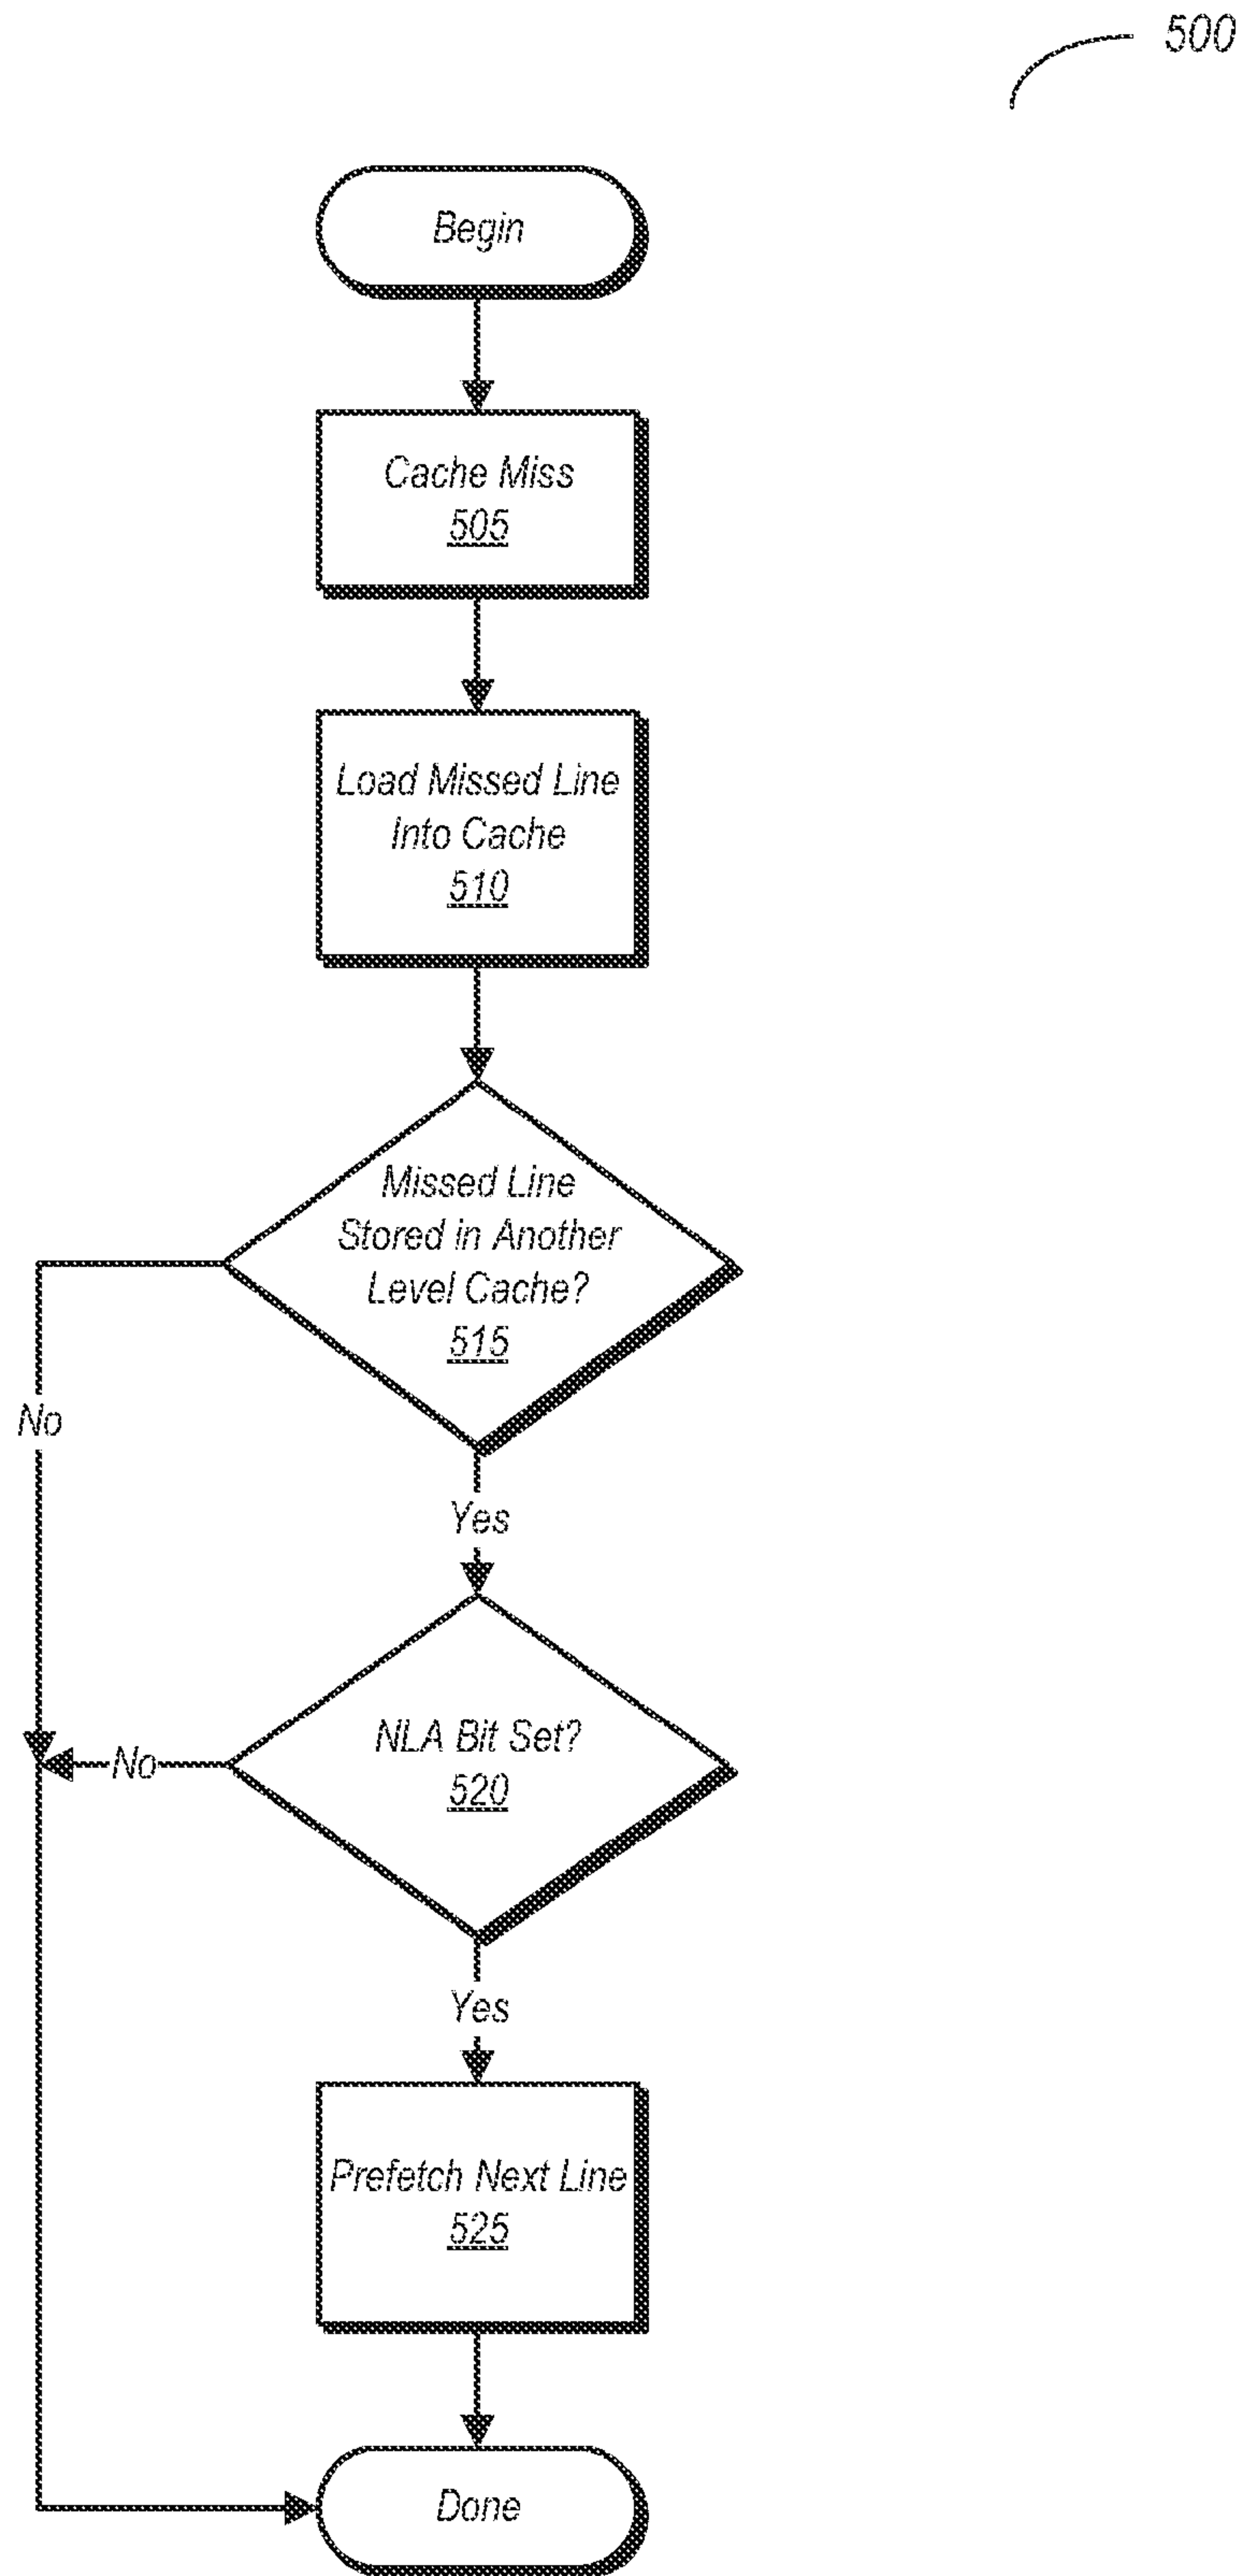 500
Begin
Cache Miss
505
Load Missed Line
Into Cache
510
Missed Line
Stored in Another
Level Cache?
515
No
Yes
NLA Bit Set?
520
No
Yes
Prefetch Next Line
525
Done